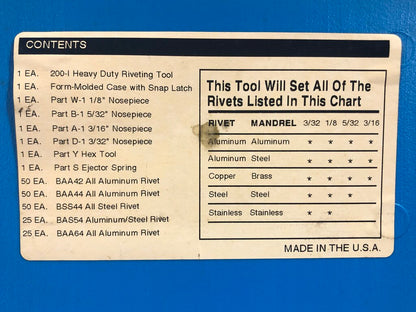 CONTENTS
1 EA. 200-I Heavy Duty Riveting Tool
1 EA. Form-Molded Case with Snap Latch
1 EA. Part W-1 1/8" Nosepiece
1 EA. Part B-1 5/32" Nosepiece
1 EA. Part A-1 3/16" Nosepiece
1 EA. Part D-1 3/32" Nosepiece
1 EA. Part Y Hex Tool
1 EA. Part S Ejector Spring
50 EA. BAA42 All Aluminum Rivet
50 EA. BAA44 All Aluminum Rivet
50 EA. BSS44 All Steel Rivet
25 EA. BAS54 Aluminum/Steel Rivet
25 EA. BAA64 All Aluminum Rivet
This Tool Will Set All Of The
Rivets Listed In This Chart
RIVET MANDREL 3/32 1/8 5/32 3/16
Aluminum Aluminum * * * *
Aluminum Steel * * * *
Copper Brass * * * *
Steel Steel * * *
Stainless Stainless * *
MADE IN THE U.S.A.